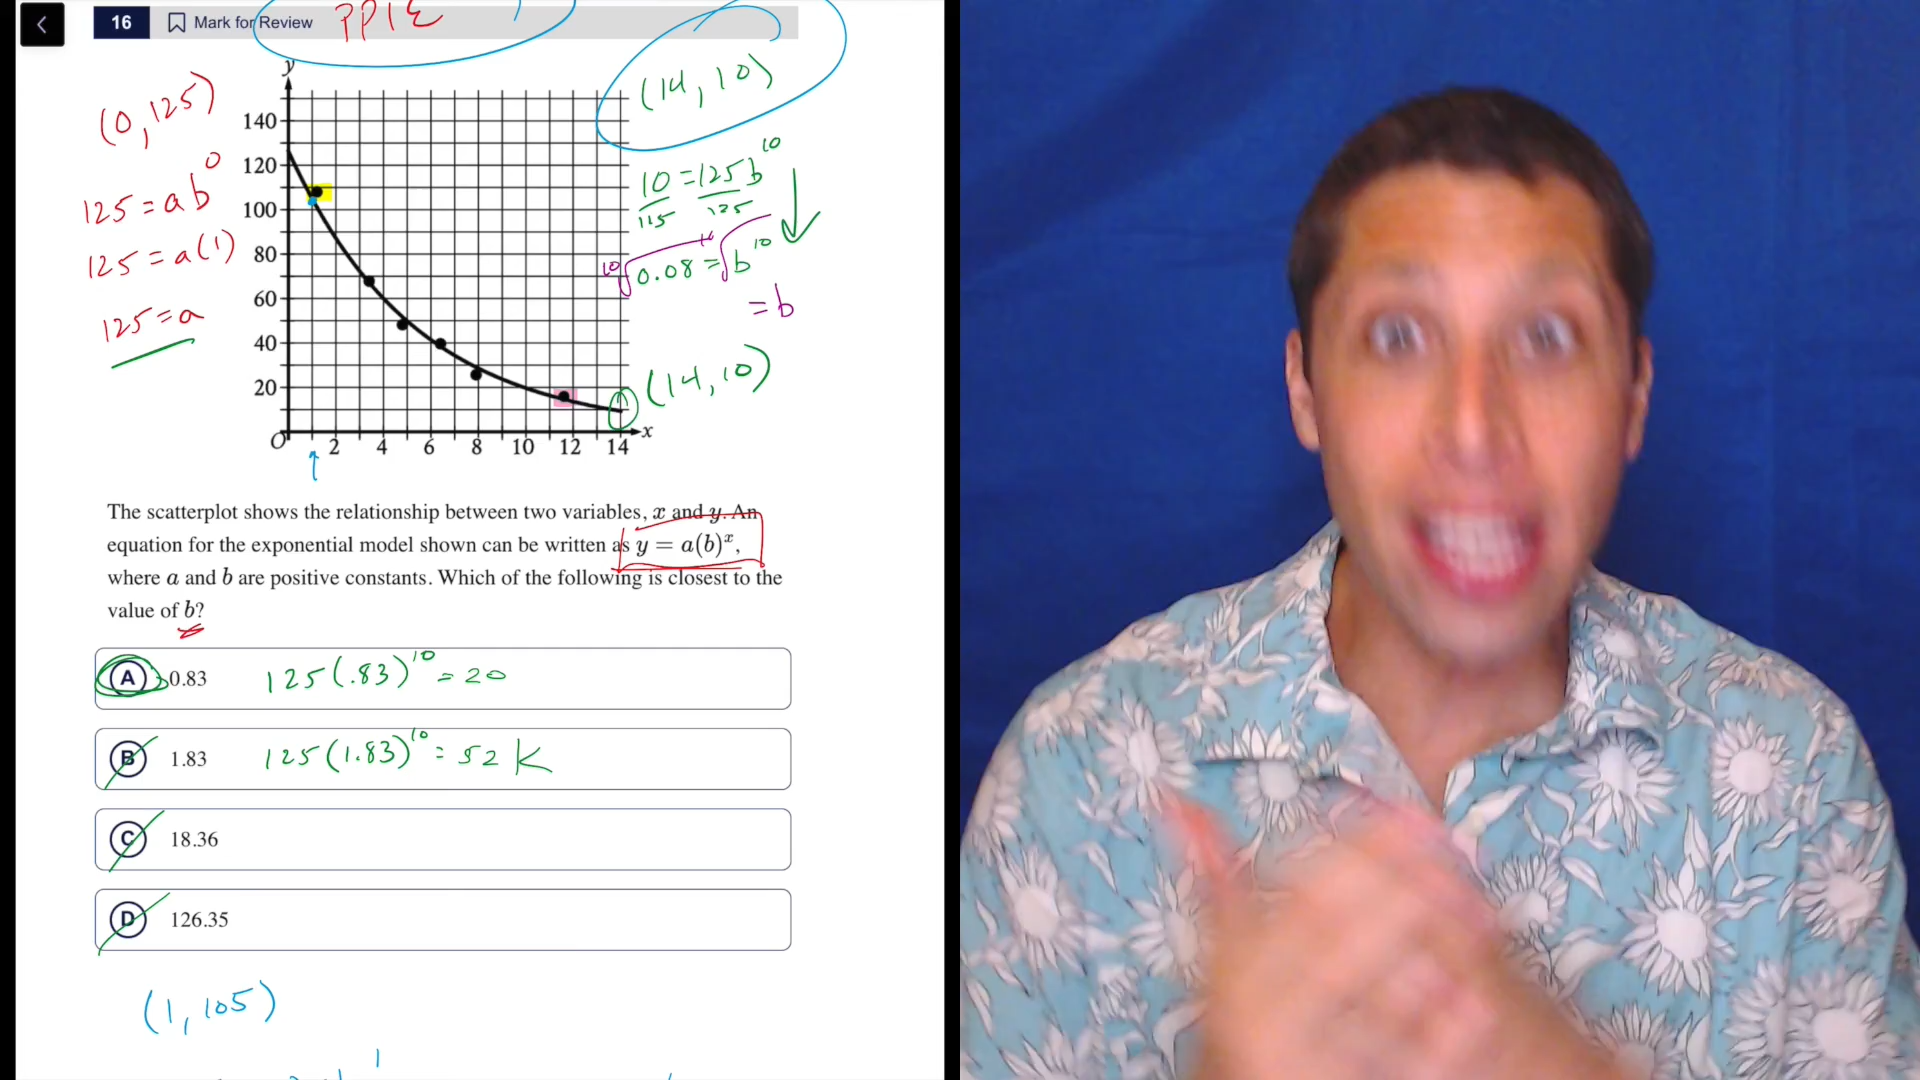 16 Mark for Review
PPIE
(0,125)
125 = ab^0
125 = a(1)
125 = a
y
140
120
100
80
60
40
20
O 2 4 6 8 10 12 14 x
(14,10)
10 = 125b^10
115 125
10√0.08 = 10√b^10
= b
(14,10)
The scatterplot shows the relationship between two variables, x and y. An
equation for the exponential model shown can be written as y = a(b)^x,
where a and b are positive constants. Which of the following is closest to the
value of b?
A 0.83 125(.83)^10 = 20
B 1.83 125(1.83)^10 = 52K
C 18.36
D 126.35
(1,105)